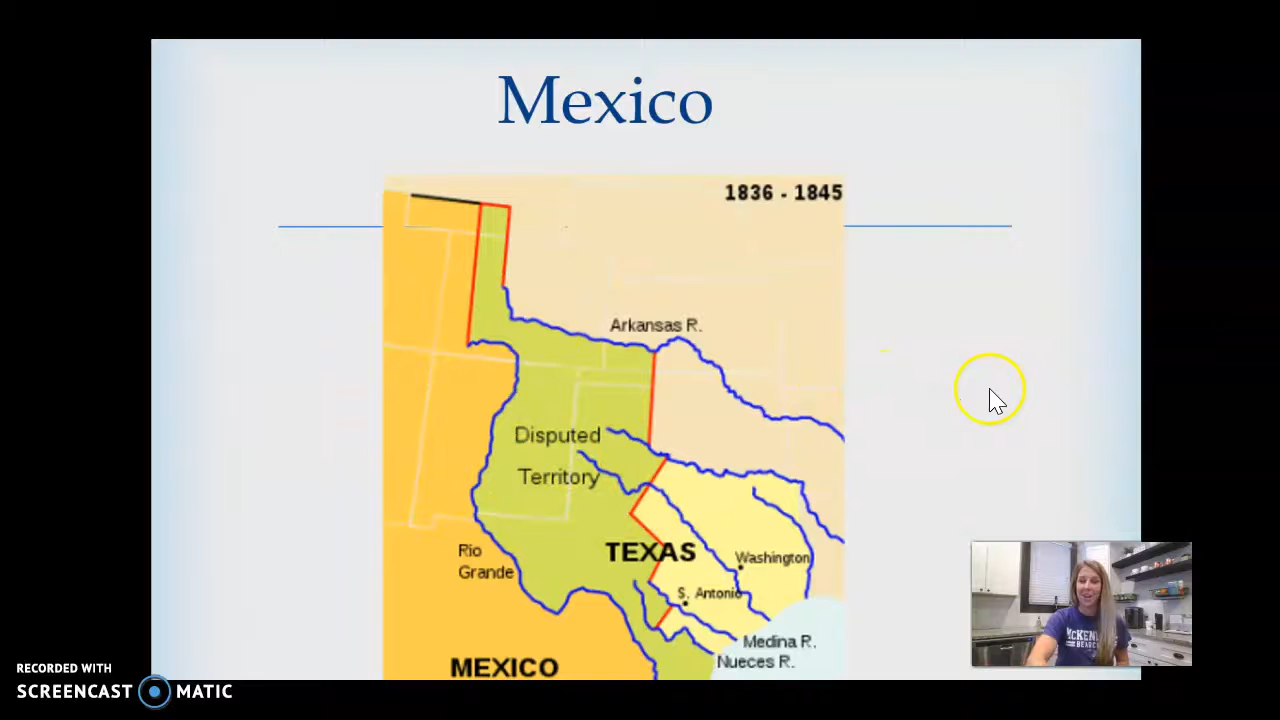 Mexico
1836 - 1845
Arkansas R.
Disputed
Territory
Rio
Grande
TEXAS
Washington
S. Antonio
Medina R.
Nueces R.
MEXICO
RECORDED WITH
SCREENCAST MATIC